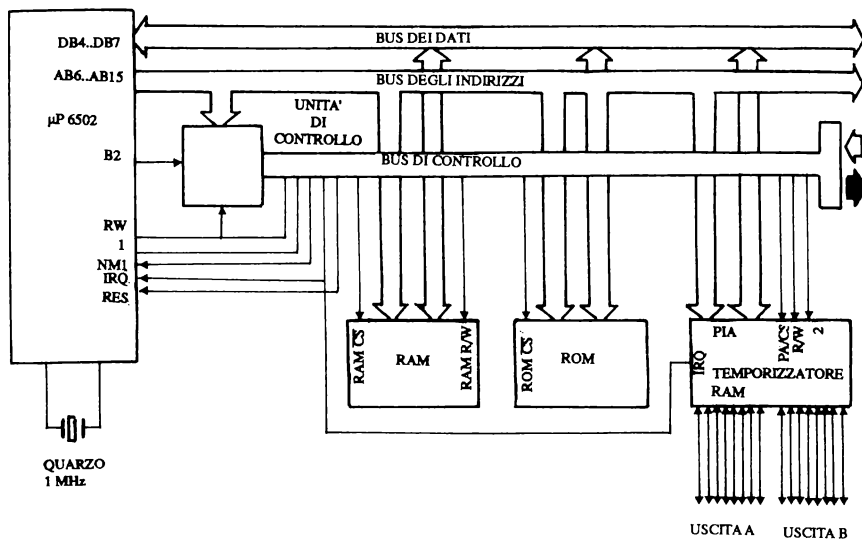 DB4..DB7
BUS DEI DATI
AB6..AB15
BUS DEGLI INDIRIZZI
µP 6502
UNITA'
DI
CONTROLLO
B2
BUS DI CONTROLLO
RW
1
NM1
IRQ
RES
RAM CS
RAM
RAM R/W
ROM CS
ROM
IRQ
PIA
PA/CS
R/W
2
TEMPORIZZATORE
RAM
QUARZO
1 MHz
USCITA A
USCITA B